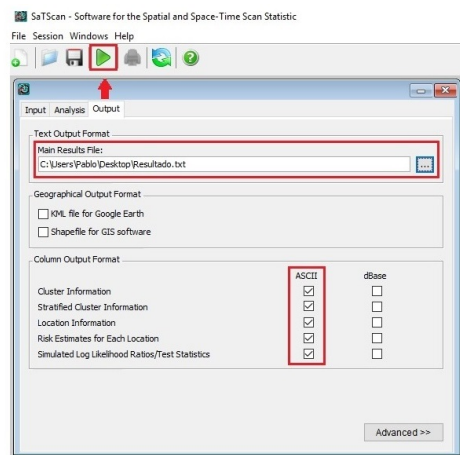 SaTScan - Software for the Spatial and Space-Time Scan Statistic
File Session Windows Help
Input Analysis Output
Text Output Format
Main Results File:
C:\Users\Pablo\Desktop\Resultado.txt
...
Geographical Output Format
KML file for Google Earth
Shapefile for GIS software
Column Output Format
ASCII dBase
Cluster Information
Stratified Cluster Information
Location Information
Risk Estimates for Each Location
Simulated Log Likelihood Ratios/Test Statistics
Advanced >>